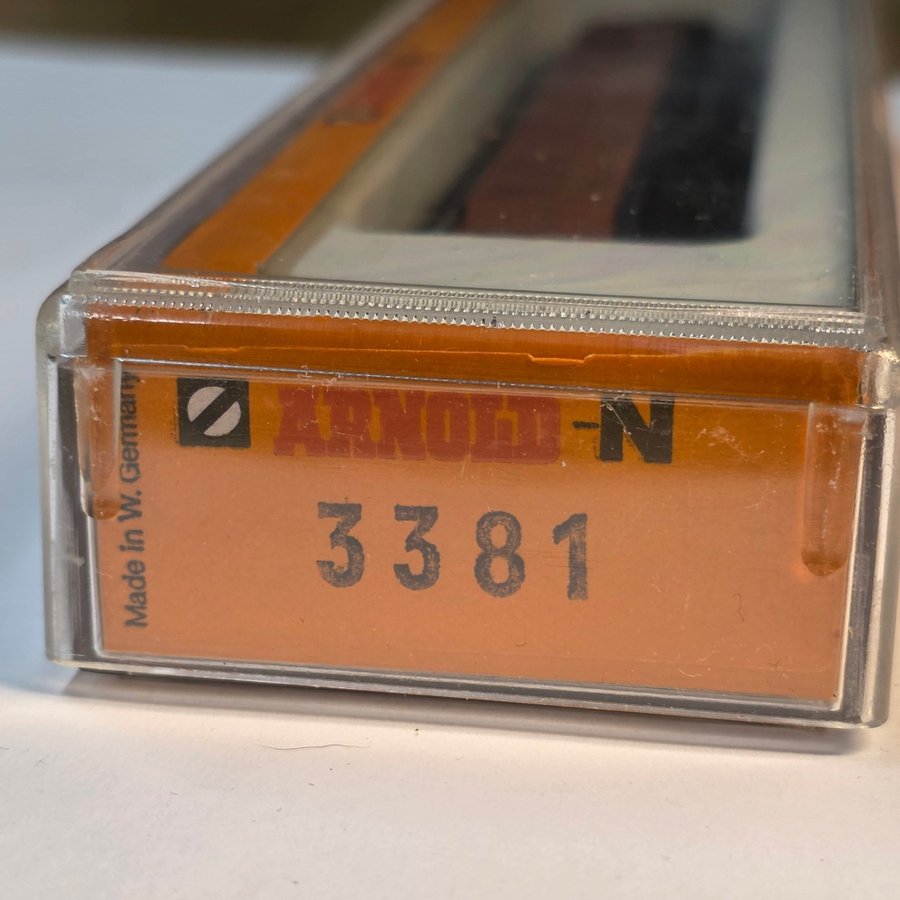 ARNOLD -N
3381
Made in W. Germany